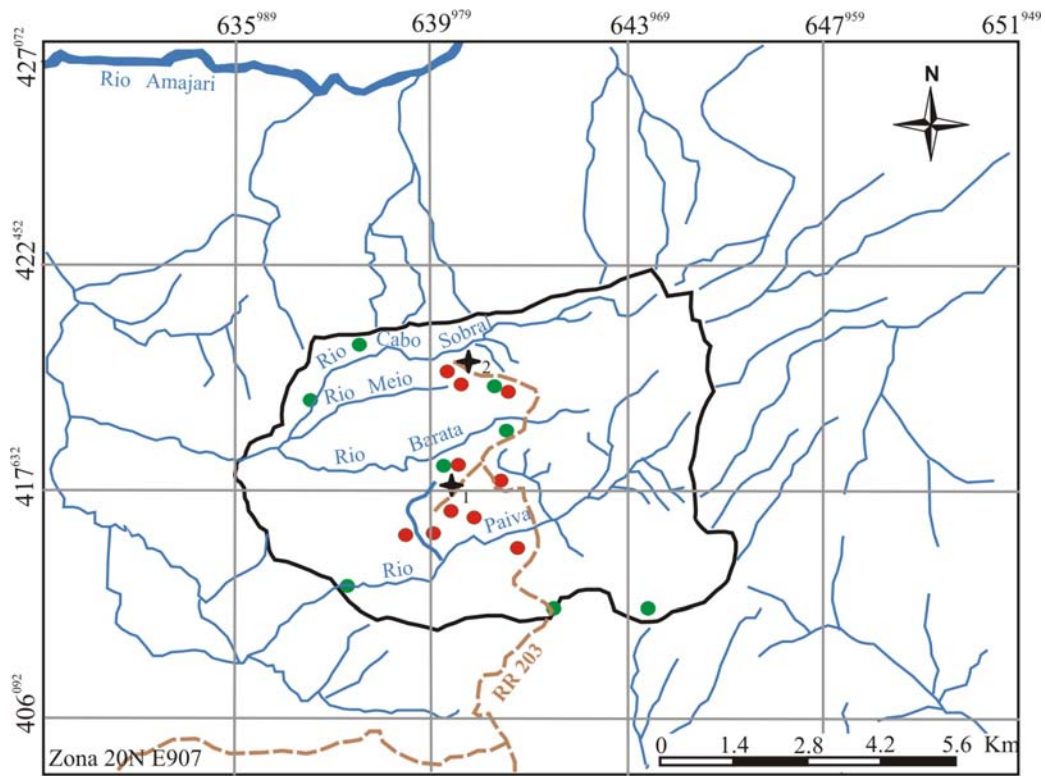 635989 639979 643969 647959 651949
427072
Rio Amajari
N
422452
Rio Cabo Sobral
2
Rio Meio
Rio Barata
417632
1
Rio Paiva
RR 203
406092
Zona 20N E907
0 1.4 2.8 4.2 5.6 Km